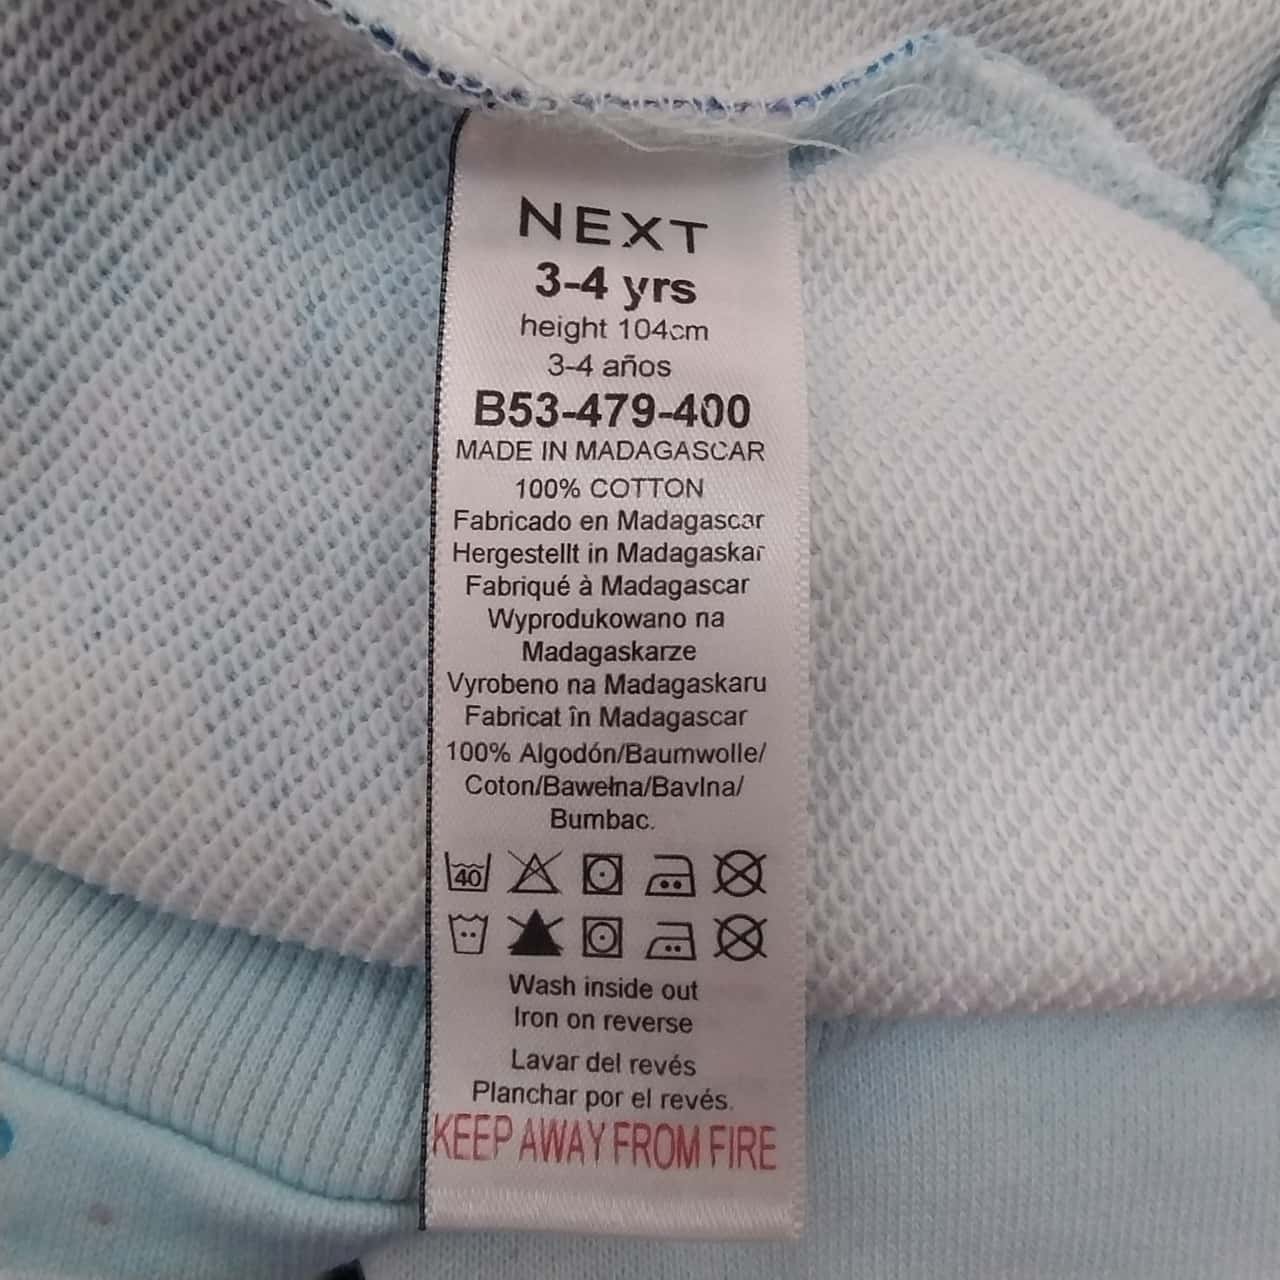 NEXT
3-4 yrs
height 104cm
3-4 años
B53-479-400
MADE IN MADAGASCAR
100% COTTON
Fabricado en Madagascar
Hergestellt in Madagaskar
Fabriqué à Madagascar
Wyprodukowano na
Madagaskarze
Vyrobeno na Madagaskaru
Fabricat în Madagascar
100% Algodón/Baumwolle/
Coton/Bawełna/Bavlna/
Bumbac.
40
Wash inside out
Iron on reverse
Lavar del revés
Planchar por el revés.
KEEP AWAY FROM FIRE